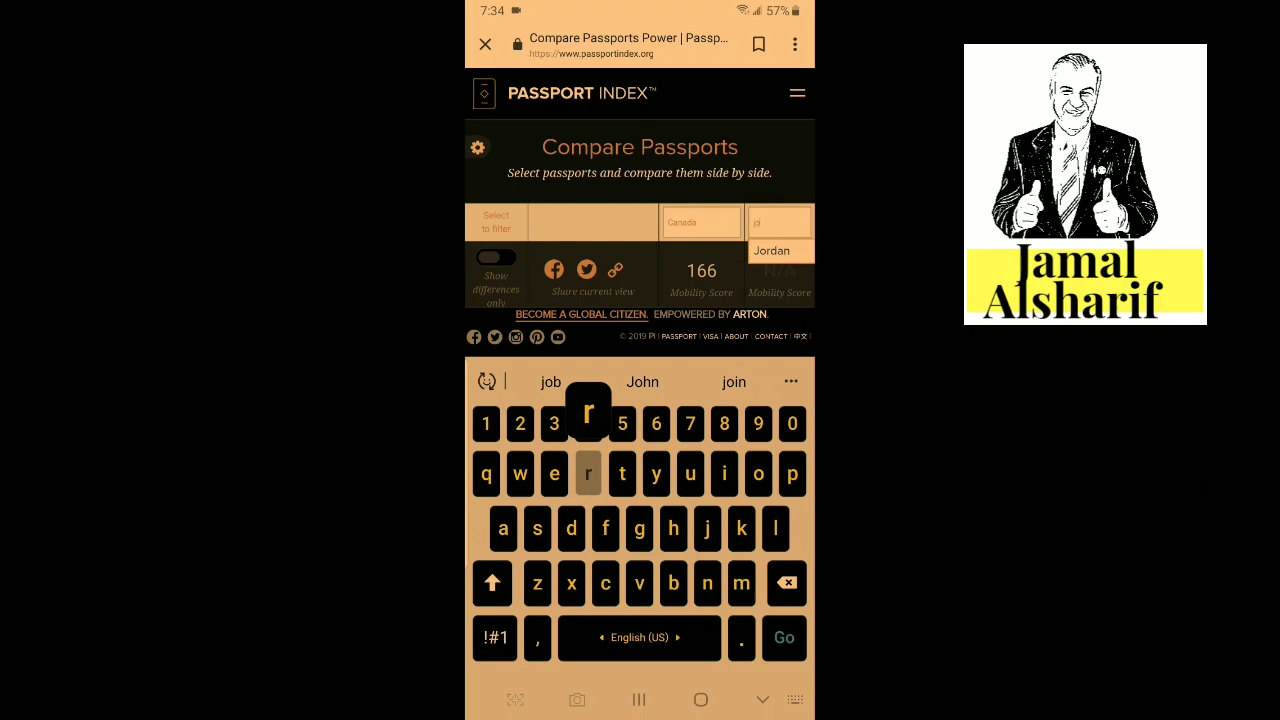 7:34
57%
Compare Passports Power | Passp...
https://www.passportindex.org
PASSPORT INDEX™
Compare Passports
Select passports and compare them side by side.
Select
to filter
Canada
jo
Jordan
Show
differences
only
Share current view
166
Mobility Score
N/A
Mobility Score
BECOME A GLOBAL CITIZEN. EMPOWERED BY ARTON.
© 2019 PI | PASSPORT | VISA | ABOUT | CONTACT | 中文 |
job John join •••
r
1 2 3 5 6 7 8 9 0
q w e r t y u i o p
a s d f g h j k l
z x c v b n m
!#1 , English (US) . Go
Jamal
Alsharif